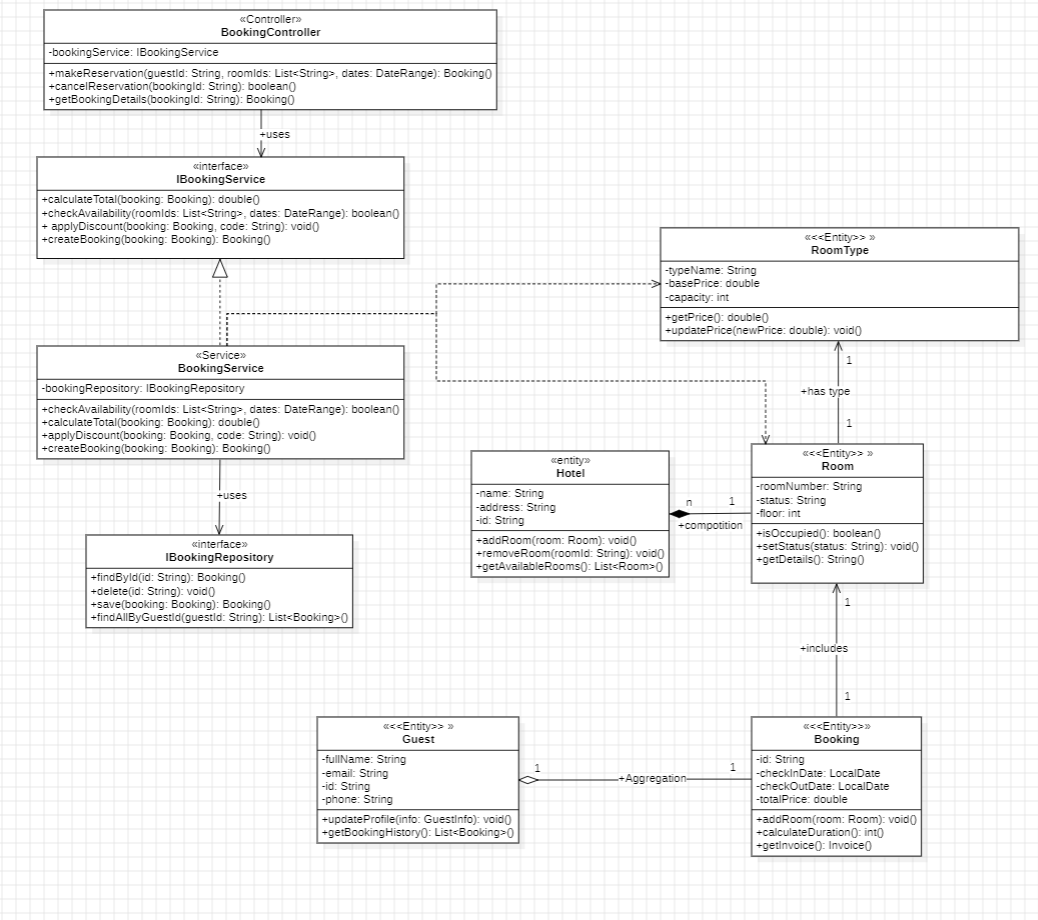 «Controller»
BookingController
-bookingService: IBookingService
+makeReservation(guestId: String, roomIds: List<String>, dates: DateRange): Booking()
+cancelReservation(bookingId: String): boolean()
+getBookingDetails(bookingId: String): Booking()
+uses
«interface»
IBookingService
+calculateTotal(booking: Booking): double()
+checkAvailability(roomIds: List<String>, dates: DateRange): boolean()
+ applyDiscount(booking: Booking, code: String): void()
+createBooking(booking: Booking): Booking()
«<<Entity>> »
RoomType
-typeName: String
-basePrice: double
-capacity: int
+getPrice(): double()
+updatePrice(newPrice: double): void()
1
+has type
1
«Service»
BookingService
-bookingRepository: IBookingRepository
+checkAvailability(roomIds: List<String>, dates: DateRange): boolean()
+calculateTotal(booking: Booking): double()
+applyDiscount(booking: Booking, code: String): void()
+createBooking(booking: Booking): Booking()
+uses
«interface»
IBookingRepository
+findById(id: String): Booking()
+delete(id: String): void()
+save(booking: Booking): Booking()
+findAllByGuestId(guestId: String): List<Booking>()
«entity»
Hotel
-name: String
-address: String
-id: String
+addRoom(room: Room): void()
+removeRoom(roomId: String): void()
+getAvailableRooms(): List<Room>()
n
1
+compotition
«<<Entity>> »
Room
-roomNumber: String
-status: String
-floor: int
+isOccupied(): boolean()
+setStatus(status: String): void()
+getDetails(): String()
1
+includes
1
«<<Entity>> »
Guest
-fullName: String
-email: String
-id: String
-phone: String
+updateProfile(info: GuestInfo): void()
+getBookingHistory(): List<Booking>()
1
+Aggregation
1
«<<Entity>>»
Booking
-id: String
-checkInDate: LocalDate
-checkOutDate: LocalDate
-totalPrice: double
+addRoom(room: Room): void()
+calculateDuration(): int()
+getInvoice(): Invoice()